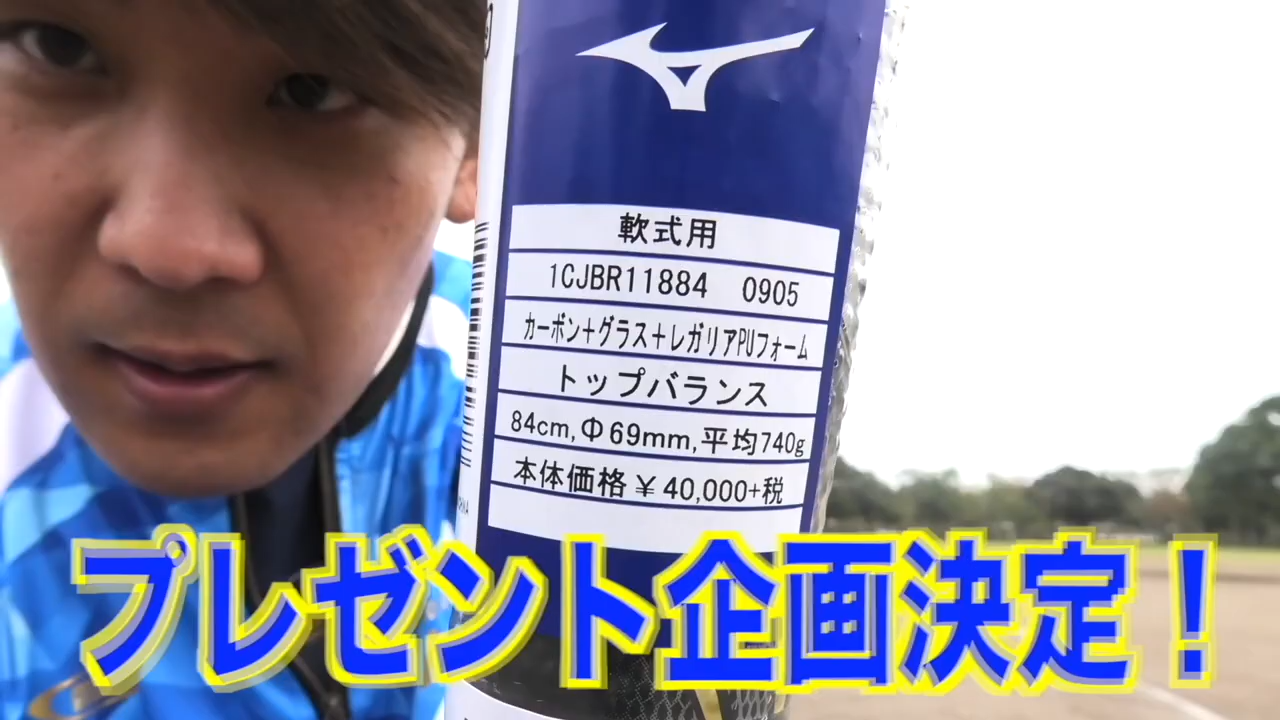 軟式用
1CJBR11884 0905
カーボン+グラス+レガリアPUフォーム
トップバランス
84cm,Φ69mm,平均740g
本体価格¥40,000+税
プレゼント企画決定!